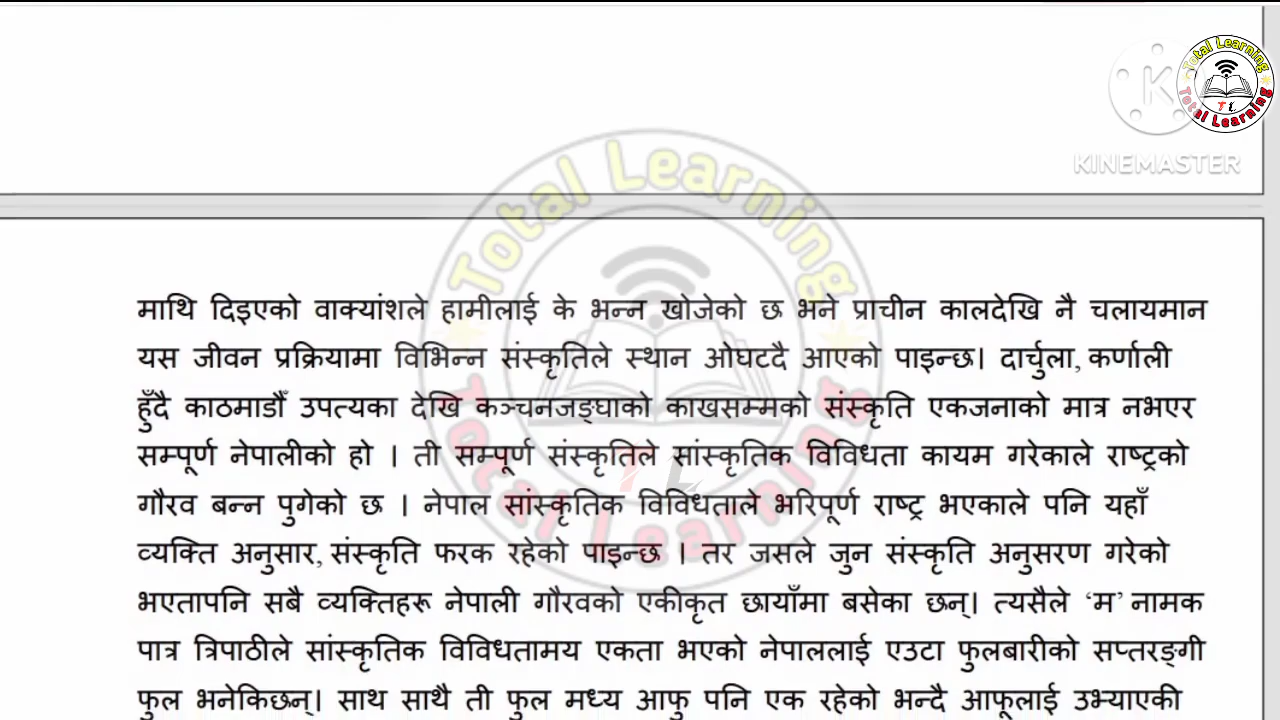 Total Learning
Total Learning
KINEMASTER
Total Learning
माथि दिइएको वाक्यांशले हामीलाई के भन्न खोजेको छ भने प्राचीन कालदेखि नै चलायमान
यस जीवन प्रक्रियामा विभिन्न संस्कृतिले स्थान ओघटदै आएको पाइन्छ। दार्चुला, कर्णाली
हुँदै काठमाडौँ उपत्यका देखि कञ्चनजङ्घाको काखसम्मको संस्कृति एकजनाको मात्र नभएर
सम्पूर्ण नेपालीको हो । ती सम्पूर्ण संस्कृतिले सांस्कृतिक विविधता कायम गरेकाले राष्ट्रको
गौरव बन्न पुगेको छ । नेपाल सांस्कृतिक विविधताले भरिपूर्ण राष्ट्र भएकाले पनि यहाँ
व्यक्ति अनुसार, संस्कृति फरक रहेको पाइन्छ । तर जसले जुन संस्कृति अनुसरण गरेको
भएतापनि सबै व्यक्तिहरू नेपाली गौरवको एकीकृत छायाँमा बसेका छन्। त्यसैले ‘म’ नामक
पात्र त्रिपाठीले सांस्कृतिक विविधतामय एकता भएको नेपाललाई एउटा फुलबारीको सप्तरङ्गी
फुल भनेकिछन्। साथ साथै ती फुल मध्य आफु पनि एक रहेको भन्दै आफूलाई उभ्याएकी
Total Learning